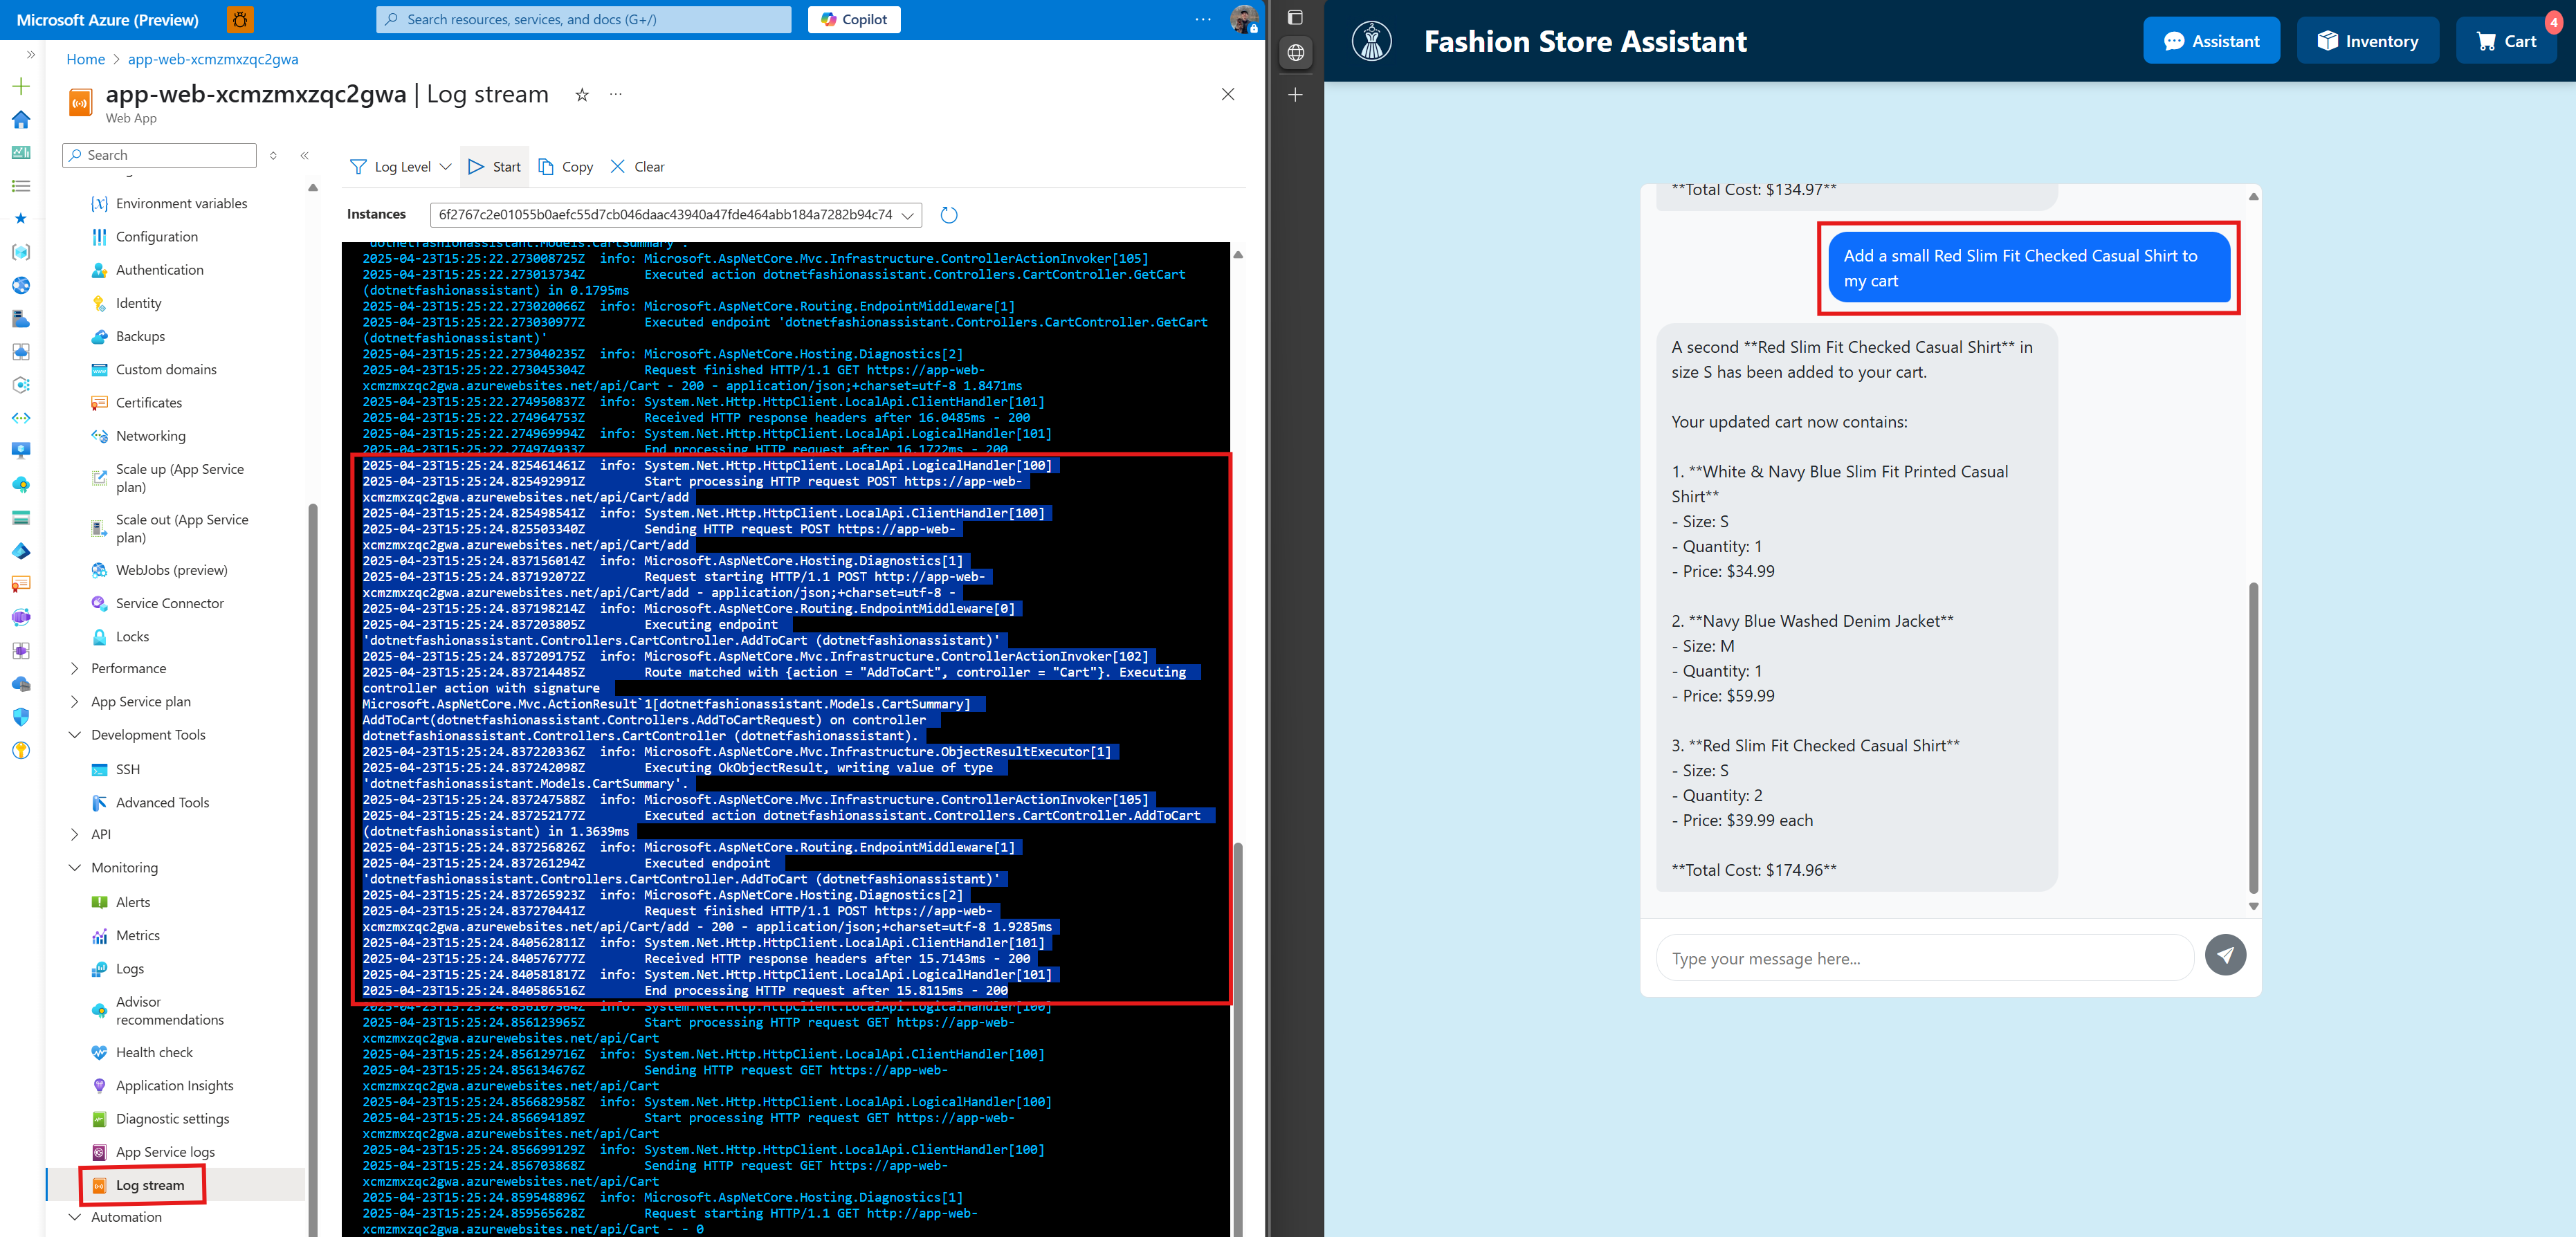 Microsoft Azure (Preview)
Search resources, services, and docs (G+/)
Copilot
...
Home > app-web-xcmzmxzqc2gwa
app-web-xcmzmxzqc2gwa | Log stream
...
Web App
Search
Environment variables
Configuration
Authentication
Identity
Backups
Custom domains
Certificates
Networking
Scale up (App Service
plan)
Scale out (App Service
plan)
WebJobs (preview)
Service Connector
Locks
Performance
App Service plan
Development Tools
SSH
Advanced Tools
API
Monitoring
Alerts
Metrics
Logs
Advisor
recommendations
Health check
Application Insights
Diagnostic settings
App Service logs
Log stream
Automation
Log Level
Start
Copy
Clear
Instances
6f2767c2e01055b0aefc55d7cb046daac43940a47fde464abb184a7282b94c74
'dotnetfashionassistant.Models.CartSummary'.
2025-04-23T15:25:22.273008725Z info: Microsoft.AspNetCore.Mvc.Infrastructure.ControllerActionInvoker[105]
2025-04-23T15:25:22.273013734Z Executed action dotnetfashionassistant.Controllers.CartController.GetCart
(dotnetfashionassistant) in 0.1795ms
2025-04-23T15:25:22.273020066Z info: Microsoft.AspNetCore.Routing.EndpointMiddleware[1]
2025-04-23T15:25:22.273030977Z Executed endpoint 'dotnetfashionassistant.Controllers.CartController.GetCart
(dotnetfashionassistant)'
2025-04-23T15:25:22.273040235Z info: Microsoft.AspNetCore.Hosting.Diagnostics[2]
2025-04-23T15:25:22.273045304Z Request finished HTTP/1.1 GET https://app-web-
xcmzmxzqc2gwa.azurewebsites.net/api/Cart - 200 - application/json;+charset=utf-8 1.8471ms
2025-04-23T15:25:22.274950837Z info: System.Net.Http.HttpClient.LocalApi.ClientHandler[101]
2025-04-23T15:25:22.274964753Z Received HTTP response headers after 16.0485ms - 200
2025-04-23T15:25:22.274969994Z info: System.Net.Http.HttpClient.LocalApi.LogicalHandler[101]
2025-04-23T15:25:22.274974933Z End processing HTTP request after 16.1722ms - 200
2025-04-23T15:25:24.825461461Z info: System.Net.Http.HttpClient.LocalApi.LogicalHandler[100]
2025-04-23T15:25:24.825492991Z Start processing HTTP request POST https://app-web-
xcmzmxzqc2gwa.azurewebsites.net/api/Cart/add
2025-04-23T15:25:24.825498541Z info: System.Net.Http.HttpClient.LocalApi.ClientHandler[100]
2025-04-23T15:25:24.825503340Z Sending HTTP request POST https://app-web-
xcmzmxzqc2gwa.azurewebsites.net/api/Cart/add
2025-04-23T15:25:24.837156014Z info: Microsoft.AspNetCore.Hosting.Diagnostics[1]
2025-04-23T15:25:24.837192072Z Request starting HTTP/1.1 POST http://app-web-
xcmzmxzqc2gwa.azurewebsites.net/api/Cart/add - application/json;+charset=utf-8 -
2025-04-23T15:25:24.837198214Z info: Microsoft.AspNetCore.Routing.EndpointMiddleware[0]
2025-04-23T15:25:24.837203805Z Executing endpoint
'dotnetfashionassistant.Controllers.CartController.AddToCart (dotnetfashionassistant)'
2025-04-23T15:25:24.837209175Z info: Microsoft.AspNetCore.Mvc.Infrastructure.ControllerActionInvoker[102]
2025-04-23T15:25:24.837214485Z Route matched with {action = "AddToCart", controller = "Cart"}. Executing
controller action with signature
Microsoft.AspNetCore.Mvc.ActionResult`1[dotnetfashionassistant.Models.CartSummary]
AddToCart(dotnetfashionassistant.Controllers.AddToCartRequest) on controller
dotnetfashionassistant.Controllers.CartController (dotnetfashionassistant).
2025-04-23T15:25:24.837220336Z info: Microsoft.AspNetCore.Mvc.Infrastructure.ObjectResultExecutor[1]
2025-04-23T15:25:24.837242098Z Executing OkObjectResult, writing value of type
'dotnetfashionassistant.Models.CartSummary'.
2025-04-23T15:25:24.837247588Z info: Microsoft.AspNetCore.Mvc.Infrastructure.ControllerActionInvoker[105]
2025-04-23T15:25:24.837252177Z Executed action dotnetfashionassistant.Controllers.CartController.AddToCart
(dotnetfashionassistant) in 1.3639ms
2025-04-23T15:25:24.837256826Z info: Microsoft.AspNetCore.Routing.EndpointMiddleware[1]
2025-04-23T15:25:24.837261294Z Executed endpoint
'dotnetfashionassistant.Controllers.CartController.AddToCart (dotnetfashionassistant)'
2025-04-23T15:25:24.837265923Z info: Microsoft.AspNetCore.Hosting.Diagnostics[2]
2025-04-23T15:25:24.837270441Z Request finished HTTP/1.1 POST https://app-web-
xcmzmxzqc2gwa.azurewebsites.net/api/Cart/add - 200 - application/json;+charset=utf-8 1.9285ms
2025-04-23T15:25:24.840562811Z info: System.Net.Http.HttpClient.LocalApi.ClientHandler[101]
2025-04-23T15:25:24.840576777Z Received HTTP response headers after 15.7143ms - 200
2025-04-23T15:25:24.840581817Z info: System.Net.Http.HttpClient.LocalApi.LogicalHandler[101]
2025-04-23T15:25:24.840586516Z End processing HTTP request after 15.8115ms - 200
info: System.Net.Http.HttpClient.LocalApi.LogicalHandler[100]
2025-04-23T15:25:24.856123965Z Start processing HTTP request GET https://app-web-
xcmzmxzqc2gwa.azurewebsites.net/api/Cart
2025-04-23T15:25:24.856129716Z info: System.Net.Http.HttpClient.LocalApi.ClientHandler[100]
2025-04-23T15:25:24.856134676Z Sending HTTP request GET https://app-web-
xcmzmxzqc2gwa.azurewebsites.net/api/Cart
2025-04-23T15:25:24.856682958Z info: System.Net.Http.HttpClient.LocalApi.LogicalHandler[100]
2025-04-23T15:25:24.856694189Z Start processing HTTP request GET https://app-web-
xcmzmxzqc2gwa.azurewebsites.net/api/Cart
2025-04-23T15:25:24.856699129Z info: System.Net.Http.HttpClient.LocalApi.ClientHandler[100]
2025-04-23T15:25:24.856703868Z Sending HTTP request GET https://app-web-
xcmzmxzqc2gwa.azurewebsites.net/api/Cart
2025-04-23T15:25:24.859548896Z info: Microsoft.AspNetCore.Hosting.Diagnostics[1]
2025-04-23T15:25:24.859565628Z Request starting HTTP/1.1 GET http://app-web-
xcmzmxzqc2gwa.azurewebsites.net/api/Cart - - 0
Fashion Store Assistant
Assistant
Inventory
Cart
4
**Total Cost: $134.97**
Add a small Red Slim Fit Checked Casual Shirt to
my cart
A second **Red Slim Fit Checked Casual Shirt** in
size S has been added to your cart.
Your updated cart now contains:
1. **White & Navy Blue Slim Fit Printed Casual
Shirt**
- Size: S
- Quantity: 1
- Price: $34.99
2. **Navy Blue Washed Denim Jacket**
- Size: M
- Quantity: 1
- Price: $59.99
3. **Red Slim Fit Checked Casual Shirt**
- Size: S
- Quantity: 2
- Price: $39.99 each
**Total Cost: $174.96**
Type your message here...